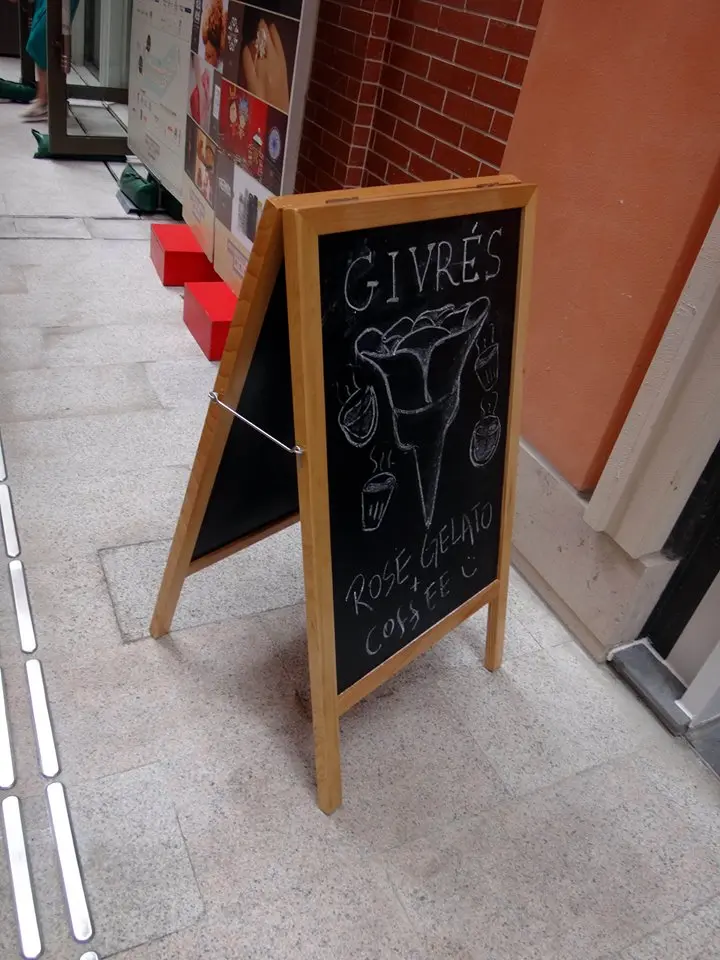 GIVRÉS
ROSE GELATO
+
COFFEE